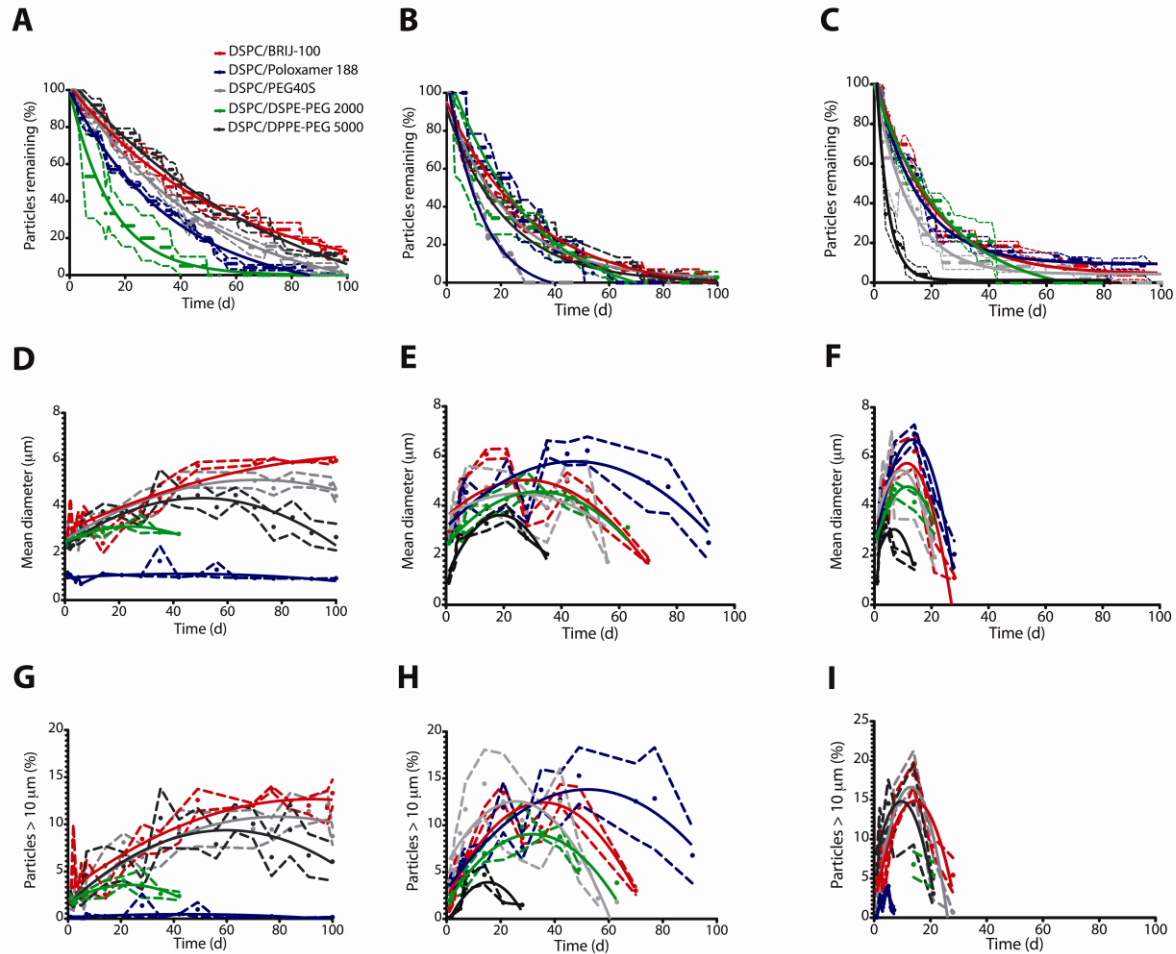 A
B
C
DSPC/BRIJ-100
DSPC/Poloxamer 188
DSPC/PEG40S
DSPC/DSPE-PEG 2000
DSPC/DPPE-PEG 5000
Particles remaining (%)
100
80
60
40
20
0
0 20 40 60 80 100
Time (d)
Particles remaining (%)
100
80
60
40
20
0
0 20 40 60 80 100
Time (d)
Particles remaining (%)
100
80
60
40
20
0
0 20 40 60 80 100
Time (d)
D
E
F
Mean diameter (μm)
8
6
4
2
0
0 20 40 60 80 100
Time (d)
Mean diameter (μm)
8
6
4
2
0
0 20 40 60 80 100
Time (d)
Mean diameter (μm)
8
6
4
2
0
0 20 40 60 80 100
Time (d)
G
H
I
Particles > 10 μm (%)
20
15
10
5
0
0 20 40 60 80 100
Time (d)
Particles > 10 μm (%)
20
15
10
5
0
0 20 40 60 80 100
Time (d)
Particles > 10 μm (%)
25
20
15
10
5
0
0 20 40 60 80 100
Time (d)